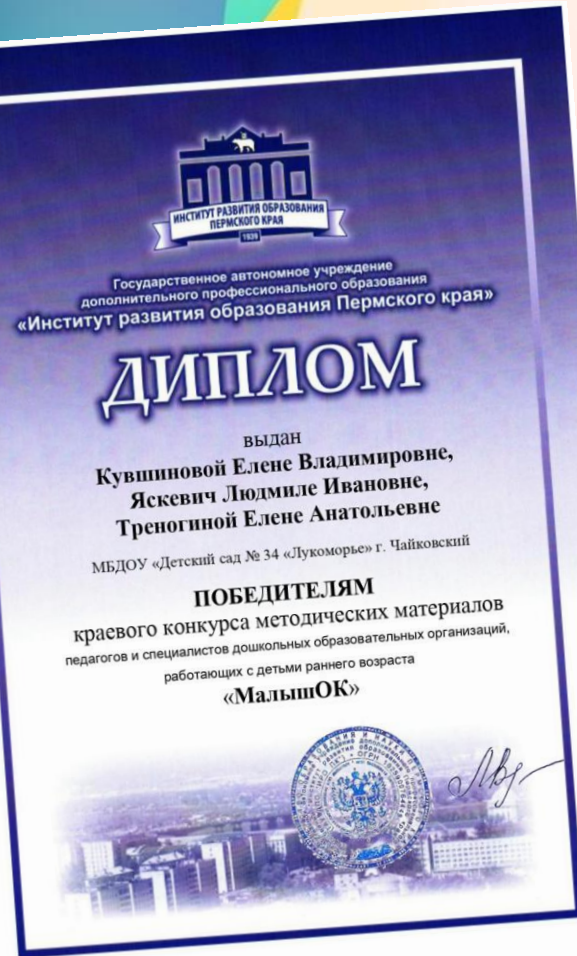 ИНСТИТУТ РАЗВИТИЯ ОБРАЗОВАНИЯ
ПЕРМСКОГО КРАЯ
1939
Государственное автономное учреждение
дополнительного профессионального образования
«Институт развития образования Пермского края»
ДИПЛОМ
выдан
Кувшиновой Елене Владимировне,
Яскевич Людмиле Ивановне,
Треногиной Елене Анатольевне
МБДОУ «Детский сад № 34 «Лукоморье» г. Чайковский
ПОБЕДИТЕЛЯМ
краевого конкурса методических материалов
педагогов и специалистов дошкольных образовательных организаций,
работающих с детьми раннего возраста
«МалышОК»